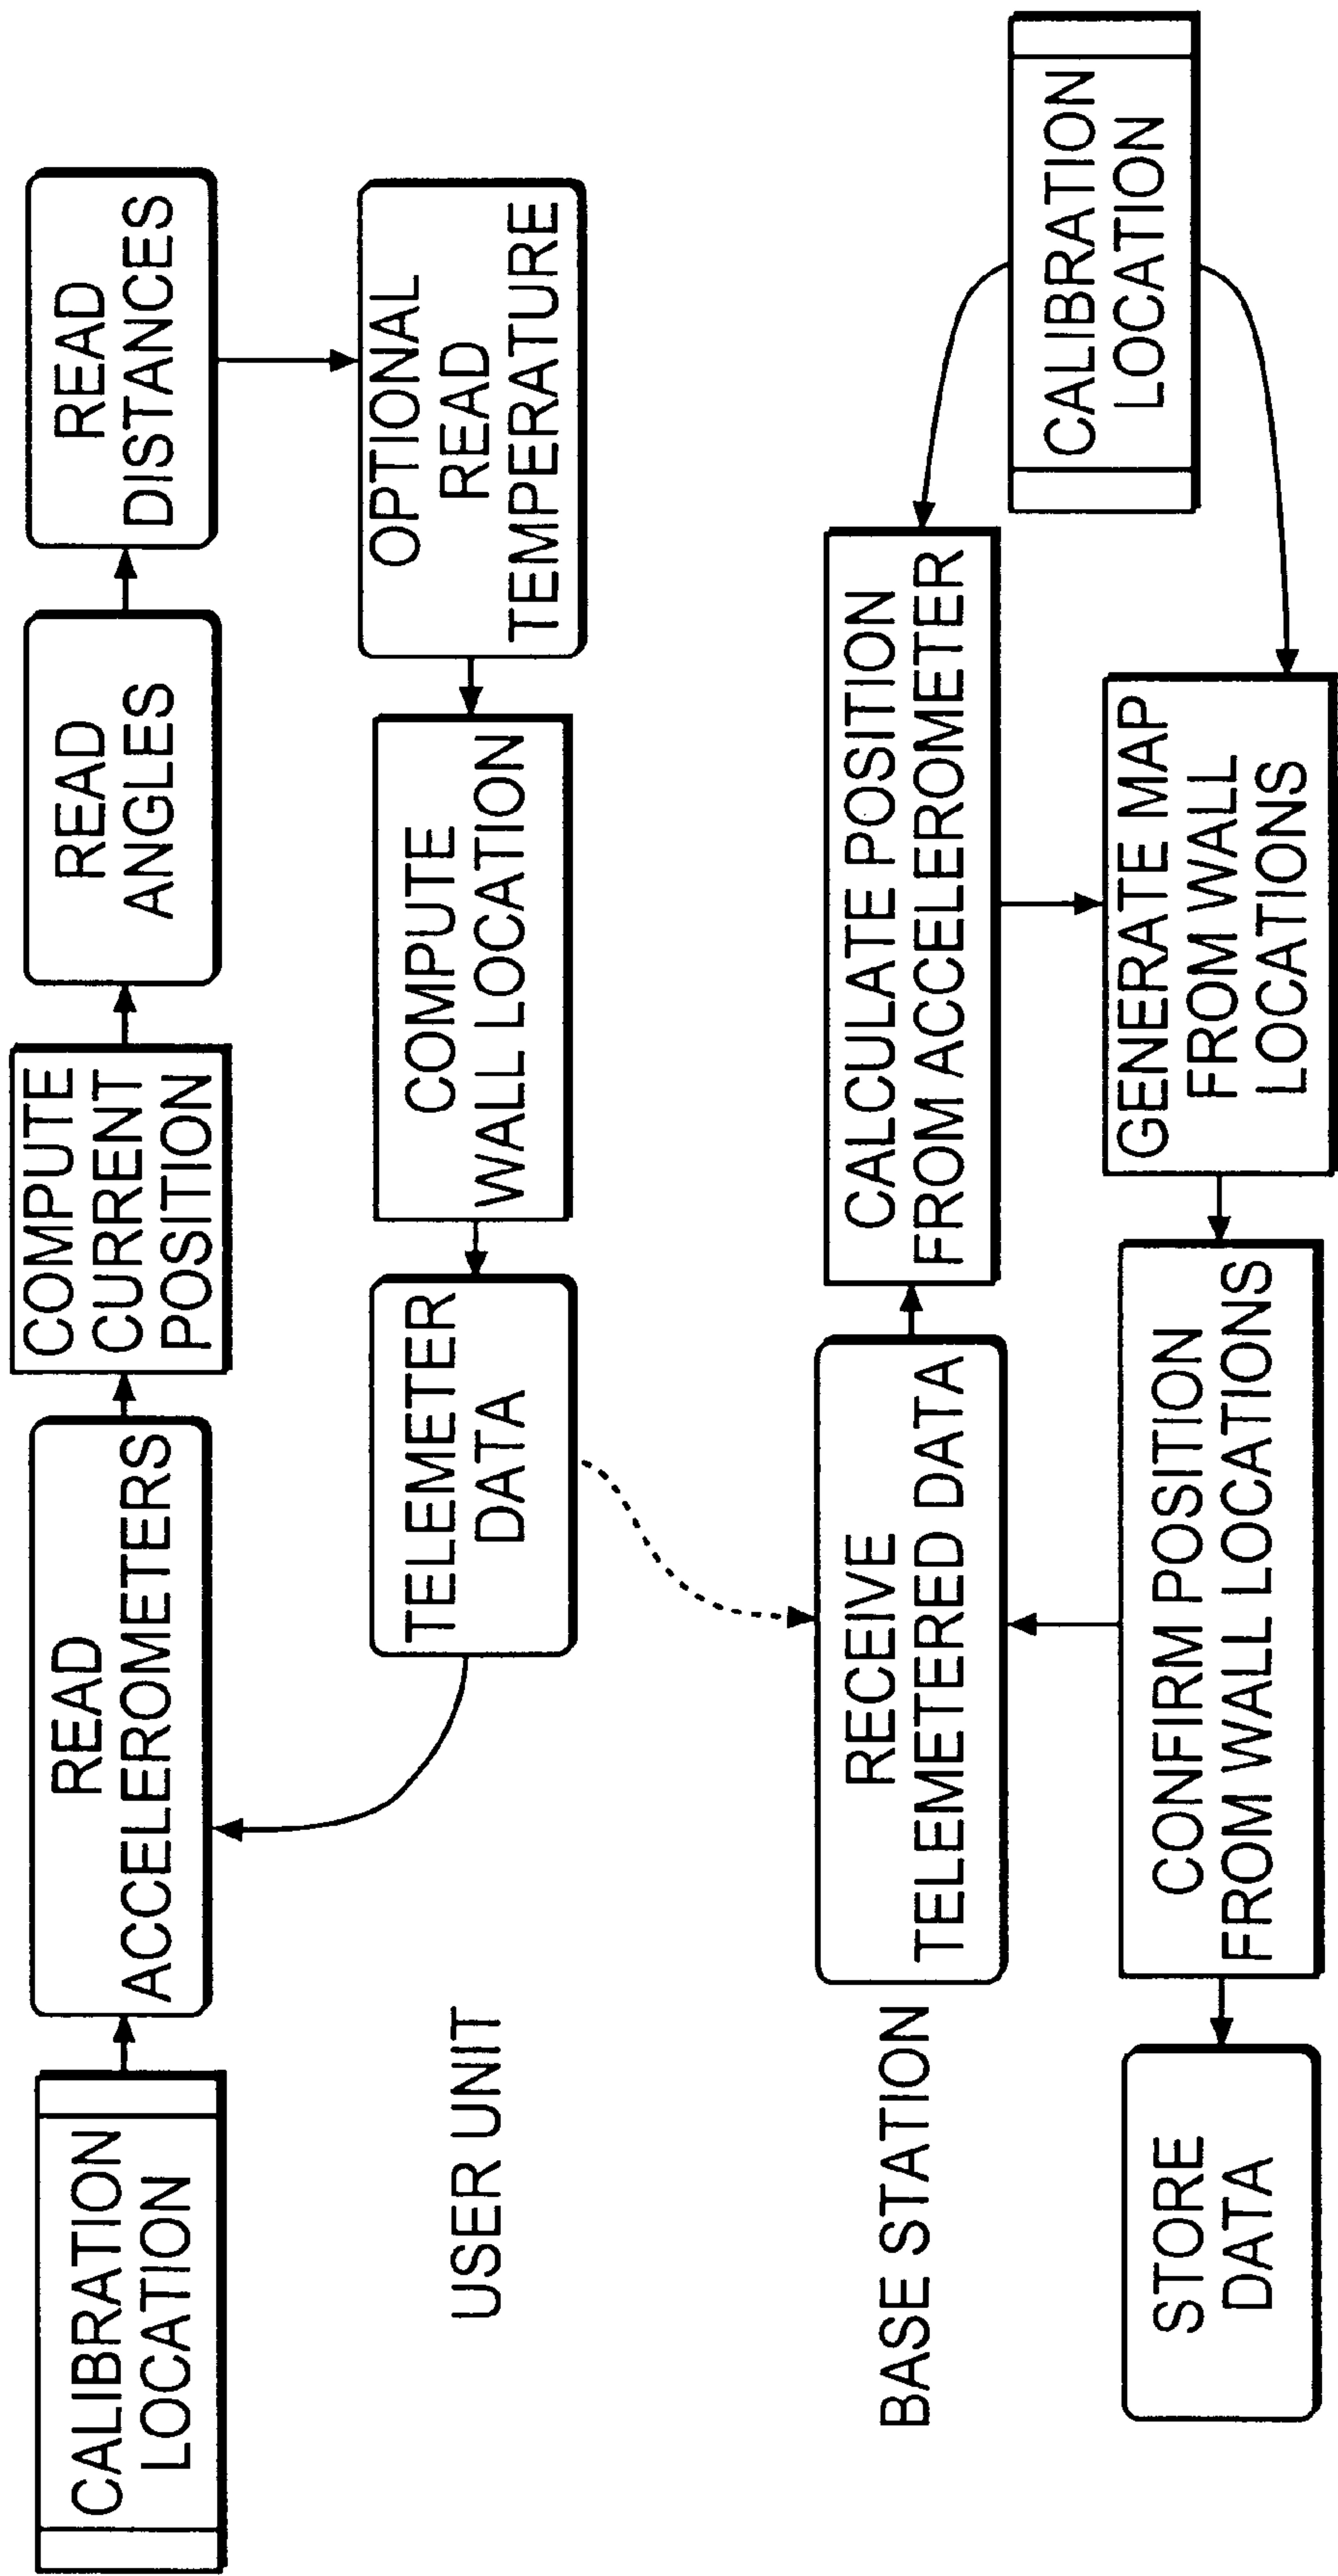 CALIBRATION
LOCATION
READ
ACCELEROMETERS
COMPUTE
CURRENT
POSITION
READ
ANGLES
READ
DISTANCES
OPTIONAL
READ
TEMPERATURE
COMPUTE
WALL LOCATION
TELEMETER
DATA
USER UNIT
BASE STATION
RECEIVE
TELEMETERED DATA
CALCULATE POSITION
FROM ACCELEROMETER
CALIBRATION
LOCATION
GENERATE MAP
FROM WALL
LOCATIONS
CONFIRM POSITION
FROM WALL LOCATIONS
STORE
DATA